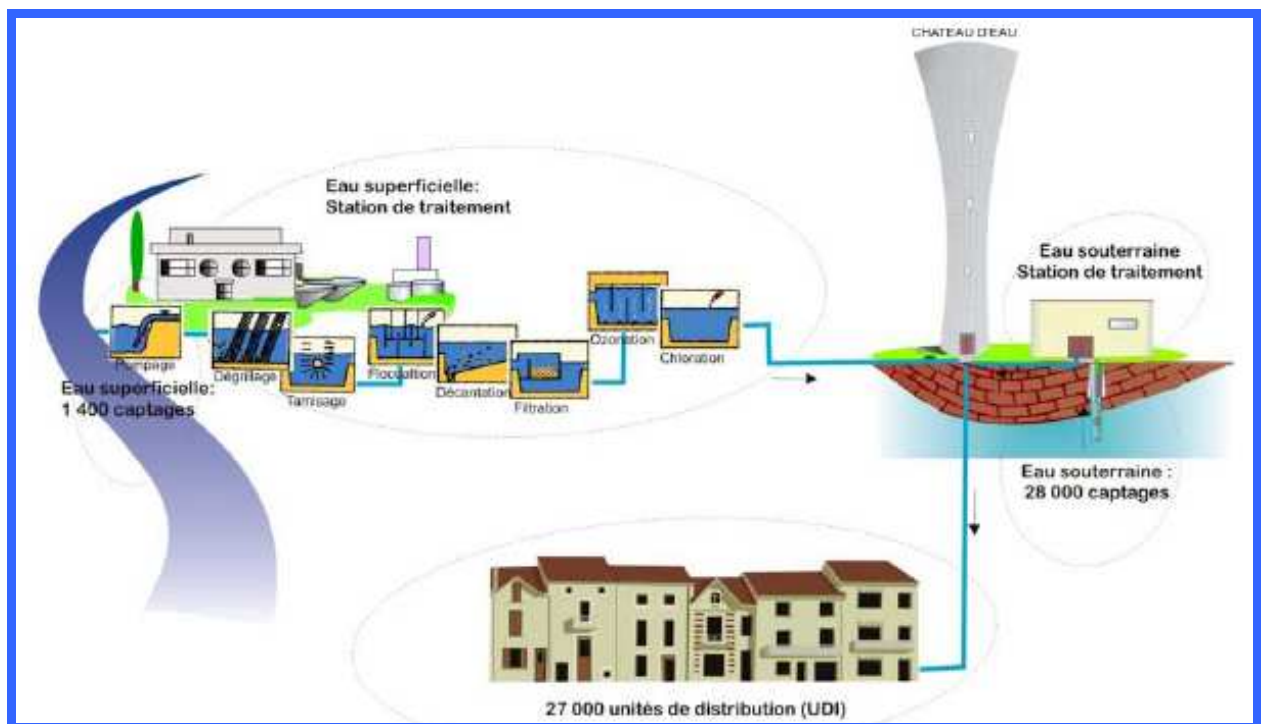 CHATEAU D'EAU
Eau superficielle:
Station de traitement
Eau souterraine
Station de traitement
Pompage
Dégrillage
Tamisage
Floculation
Décantation
Filtration
Ozonation
Chloration
Eau superficielle:
1 400 captages
Eau souterraine :
28 000 captages
27 000 unités de distribution (UDI)